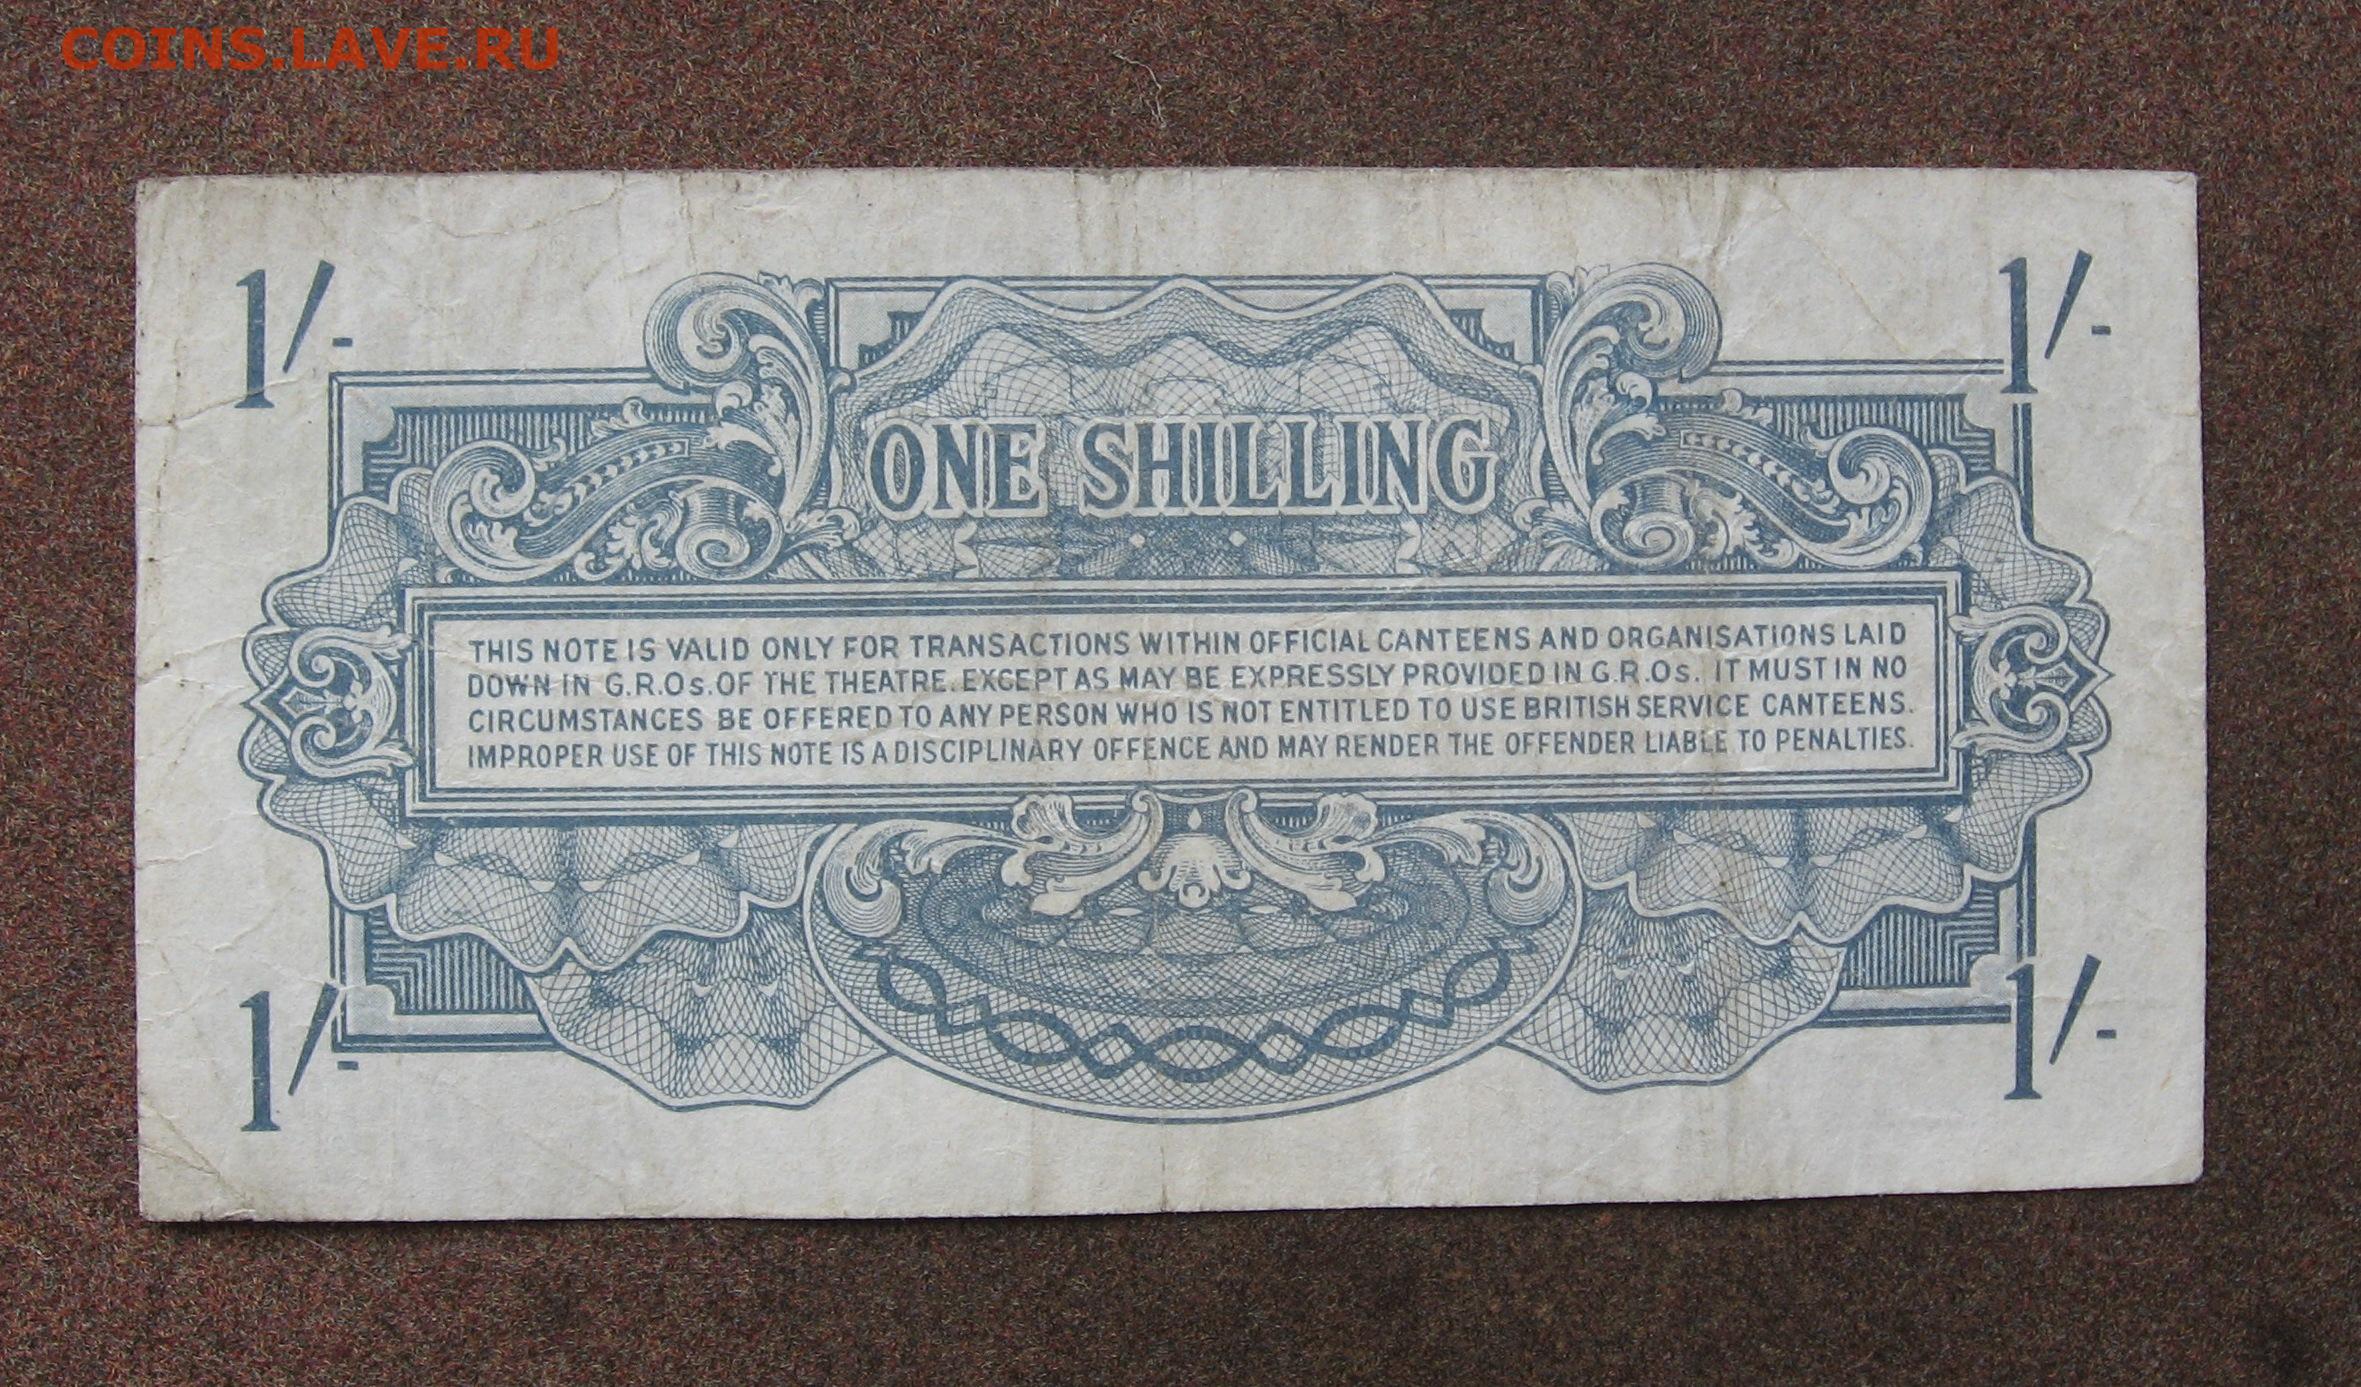 COINS.LAVE.RU
1/- 1/-
ONE SHILLING
THIS NOTE IS VALID ONLY FOR TRANSACTIONS WITHIN OFFICIAL CANTEENS AND ORGANISATIONS LAID
DOWN IN G.R.Os. OF THE THEATRE. EXCEPT AS MAY BE EXPRESSLY PROVIDED IN G.R.Os. IT MUST IN NO
CIRCUMSTANCES BE OFFERED TO ANY PERSON WHO IS NOT ENTITLED TO USE BRITISH SERVICE CANTEENS.
IMPROPER USE OF THIS NOTE IS A DISCIPLINARY OFFENCE AND MAY RENDER THE OFFENDER LIABLE TO PENALTIES.
1/- 1/-